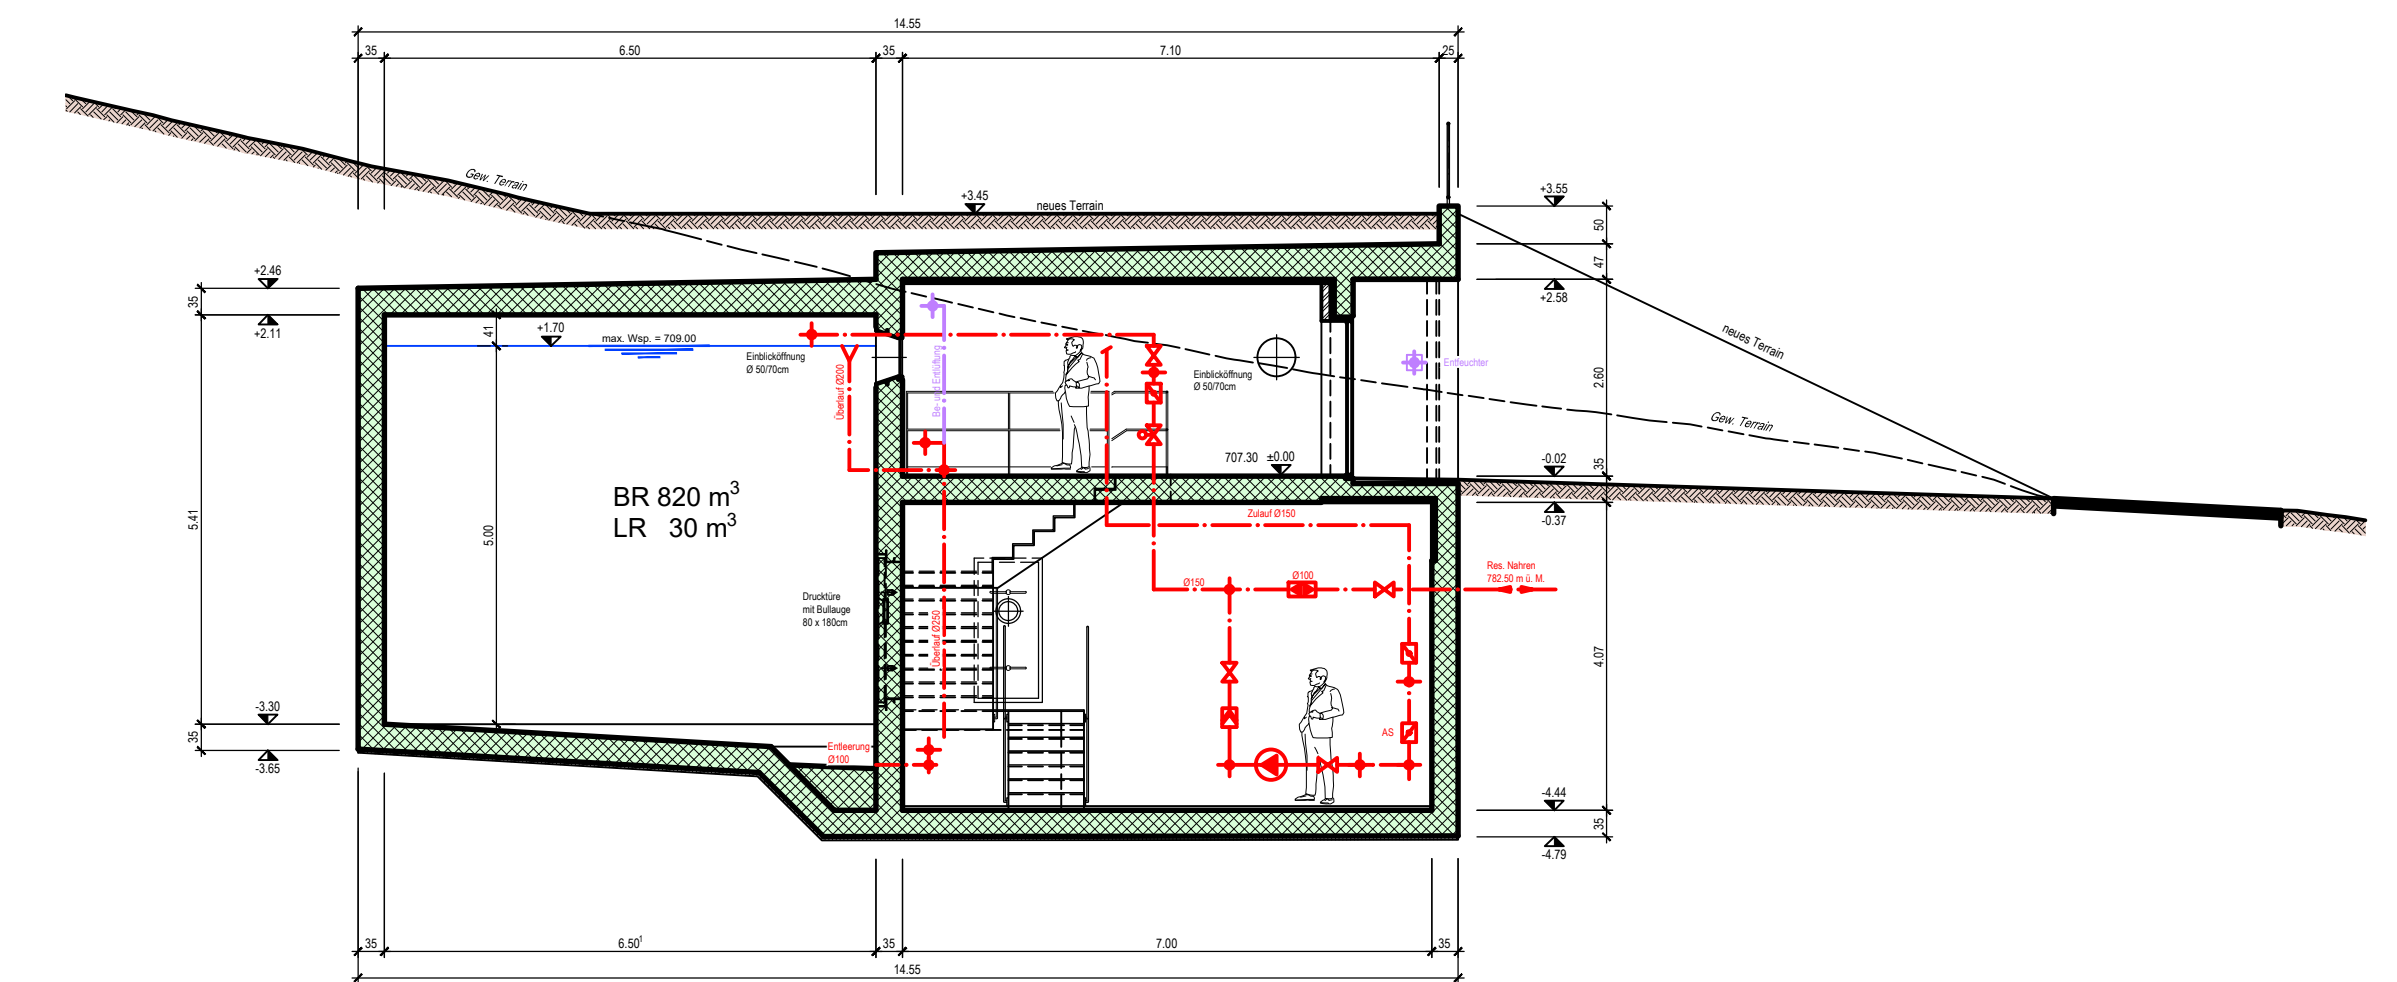 14.55
35
6.50
35
7.10
25
Gew. Terrain
+3.45
neues Terrain
+3.55
50
47
+2.58
+2.46
35
+2.11
41
+1.70
max. Wsp. = 709.00
Einblicköffnung
Ø 50/70cm
Überlauf Ø200
Be- und Entlüftung
Einblicköffnung
Ø 50/70cm
Entfeuchter
neues Terrain
2.60
Gew. Terrain
707.30 ±0.00
-0.02
35
-0.37
BR 820 m³
LR 30 m³
5.41
5.00
Zulauf Ø150
Res. Nahren
782.50 m ü. M.
Ø150
Ø100
Drucktüre
mit Bullauge
80 x 180cm
Überlauf Ø250
4.07
-3.30
35
-3.65
Entleerung
Ø100
AS
-4.44
35
-4.79
35
6.50¹
35
7.00
35
14.55